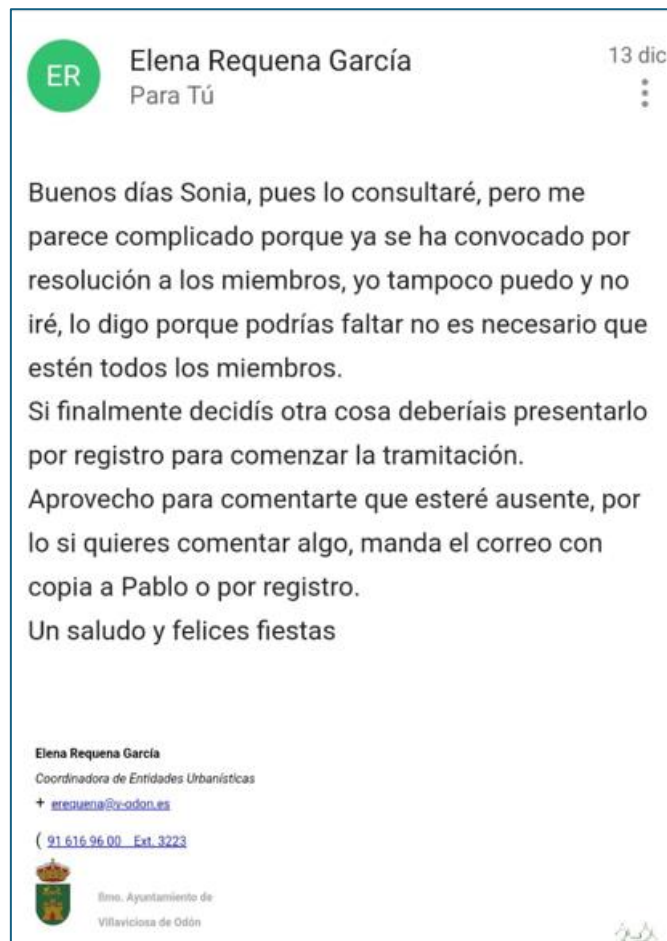 ER
Elena Requena García
13 dic
Para Tú
Buenos días Sonia, pues lo consultaré, pero me
parece complicado porque ya se ha convocado por
resolución a los miembros, yo tampoco puedo y no
iré, lo digo porque podrías faltar no es necesario que
estén todos los miembros.
Si finalmente decidís otra cosa deberíais presentarlo
por registro para comenzar la tramitación.
Aprovecho para comentarte que esteré ausente, por
lo si quieres comentar algo, manda el correo con
copia a Pablo o por registro.
Un saludo y felices fiestas
Elena Requena García
Coordinadora de Entidades Urbanísticas
+ erequena@v-odon.es
( 91 616 96 00 Ext. 3223
Ilmo. Ayuntamiento de
Villaviciosa de Odón